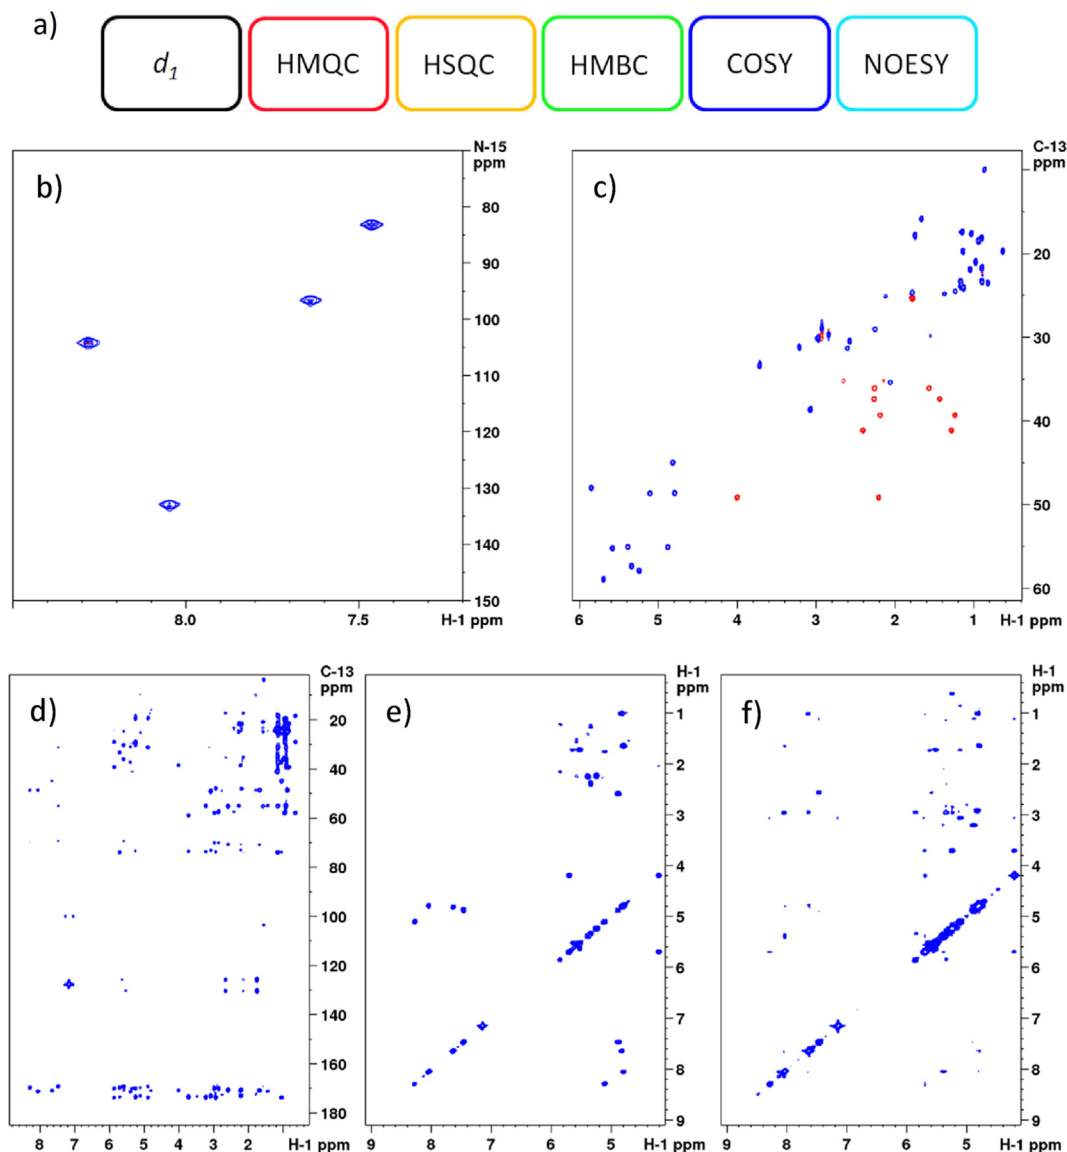 a)
d1 HMQC HSQC HMBC COSY NOESY
b)
N-15
ppm
80
90
100
110
120
130
140
150
8.0 7.5 H-1 ppm
c)
C-13
ppm
20
30
40
50
60
6 5 4 3 2 1 H-1 ppm
d)
C-13
ppm
20
40
60
80
100
120
140
160
180
8 7 6 5 4 3 2 H-1 ppm
e)
H-1
ppm
1
2
3
4
5
6
7
8
9
9 8 7 6 5 H-1 ppm
f)
H-1
ppm
1
2
3
4
5
6
7
8
9
9 8 7 6 5 H-1 ppm